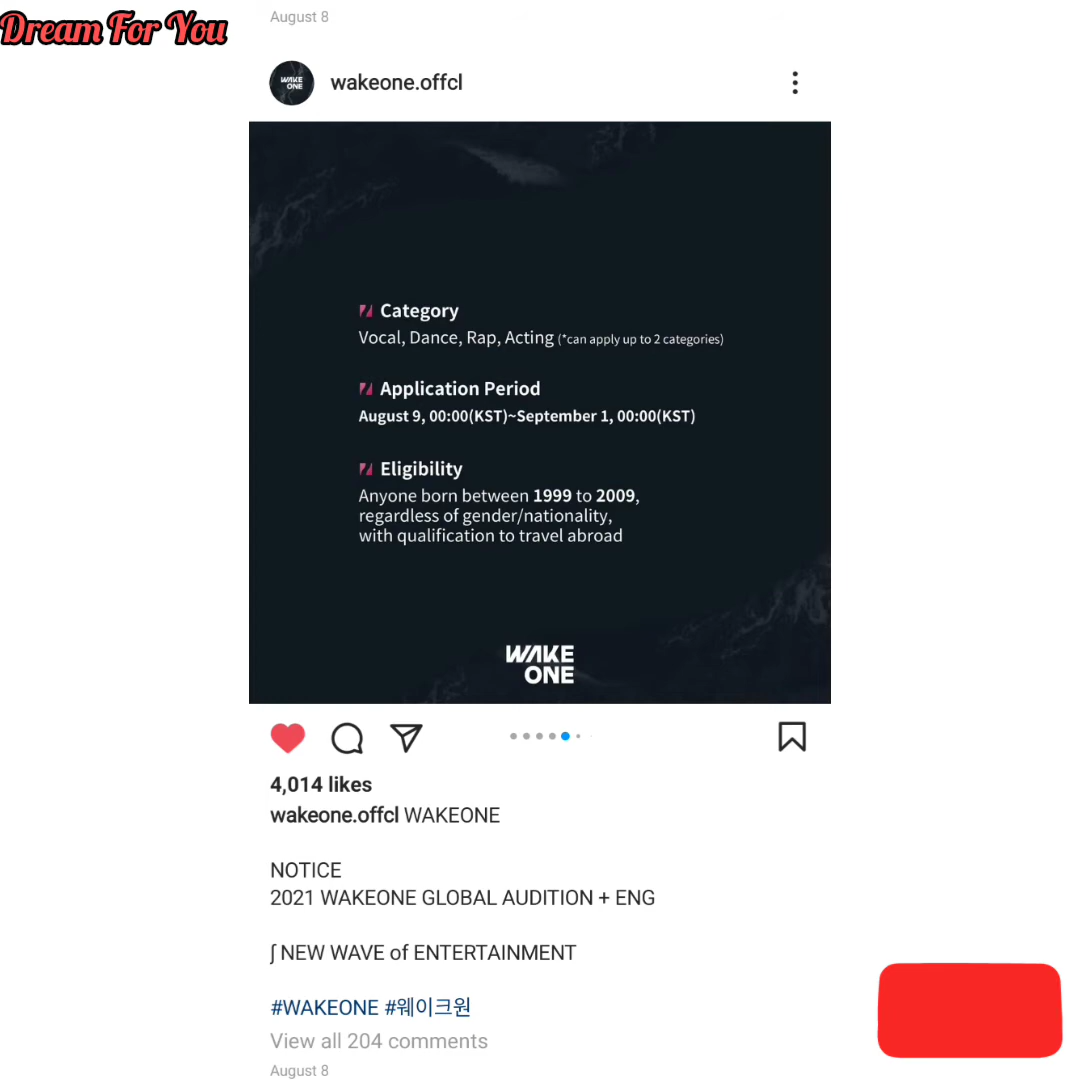 Dream For You
August 8
WAKE
ONE
wakeone.offcl
Category
Vocal, Dance, Rap, Acting (*can apply up to 2 categories)
Application Period
August 9, 00:00(KST)~September 1, 00:00(KST)
Eligibility
Anyone born between 1999 to 2009,
regardless of gender/nationality,
with qualification to travel abroad
WAKE
ONE
4,014 likes
wakeone.offcl WAKEONE
NOTICE
2021 WAKEONE GLOBAL AUDITION + ENG
∫ NEW WAVE of ENTERTAINMENT
#WAKEONE #웨이크원
View all 204 comments
August 8